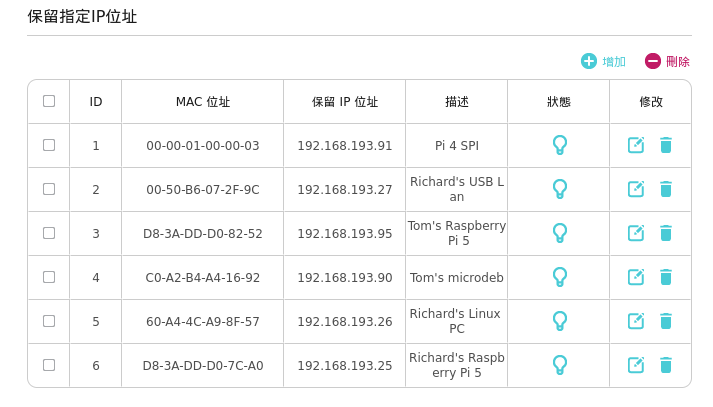 保留指定IP位址
增加 刪除
ID MAC 位址 保留 IP 位址 描述 狀態 修改
1 00-00-01-00-00-03 192.168.193.91 Pi 4 SPI
2 00-50-B6-07-2F-9C 192.168.193.27 Richard's USB L
an
3 D8-3A-DD-D0-82-52 192.168.193.95 Tom's Raspberry
Pi 5
4 C0-A2-B4-A4-16-92 192.168.193.90 Tom's microdeb
5 60-A4-4C-A9-8F-57 192.168.193.26 Richard's Linux
PC
6 D8-3A-DD-D0-7C-A0 192.168.193.25 Richard's Raspb
erry Pi 5